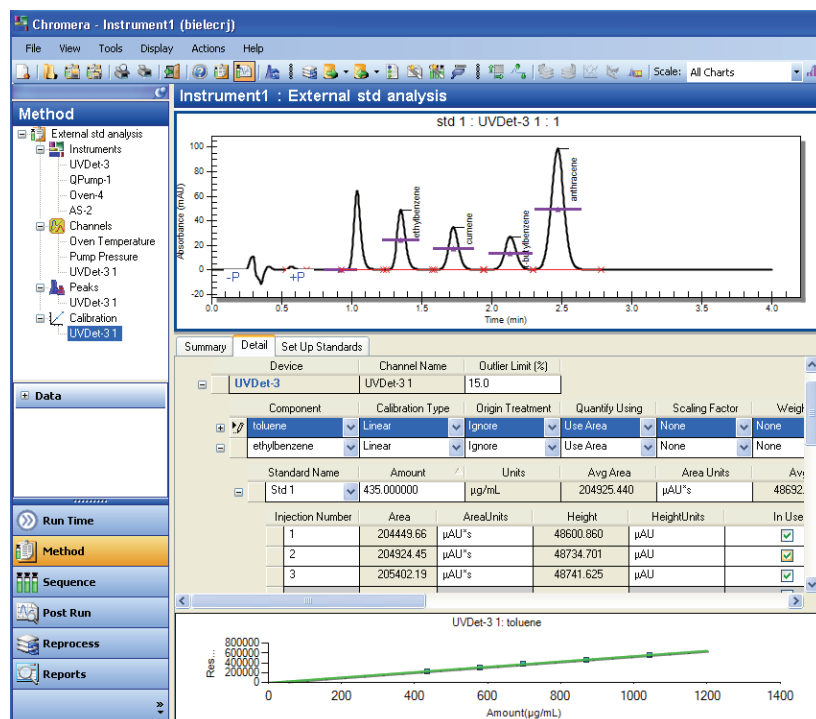 Chromera - Instrument1 (bielecrj)
File View Tools Display Actions Help
Scale: All Charts
Instrument1 : External std analysis
Method
External std analysis
Instruments
UVDet-3
QPump-1
Oven-4
AS-2
Channels
Oven Temperature
Pump Pressure
UVDet-3 1
Peaks
UVDet-3 1
Calibration
UVDet-3 1
Data
Run Time
Method
Sequence
Post Run
Reprocess
Reports
std 1 : UVDet-3 1 : 1
Absorbance (mAU)
100
80
60
40
20
0
-20
-P
+P
ethylbenzene
cumene
t-butylbenzene
anthracene
0.0 0.5 1.0 1.5 2.0 2.5 3.0 3.5 4.0
Time (min)
Summary Detail Set Up Standards
Device Channel Name Outlier Limit (%)
UVDet-3 UVDet-3 1 15.0
Component Calibration Type Origin Treatment Quantify Using Scaling Factor Weigh
toluene Linear Ignore Use Area None None
ethylbenzene Linear Ignore Use Area None None
Standard Name Amount Units Avg Area Area Units Avg
Std 1 435.000000 µg/mL 204925.440 µAU*s 48692.
Injection Number Area AreaUnits Height HeightUnits In Use
1 204449.66 µAU*s 48600.860 µAU
2 204924.45 µAU*s 48734.701 µAU
3 205402.19 µAU*s 48741.625 µAU
UVDet-3 1: toluene
Res...
800000
600000
400000
200000
0
0 200 400 600 800 1000 1200 1400
Amount(µg/mL)